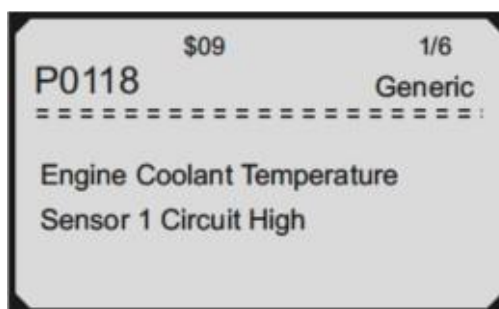 $09 1/6
P0118 Generic
= = = = = = = = = = = = = = = = = = = =
Engine Coolant Temperature
Sensor 1 Circuit High